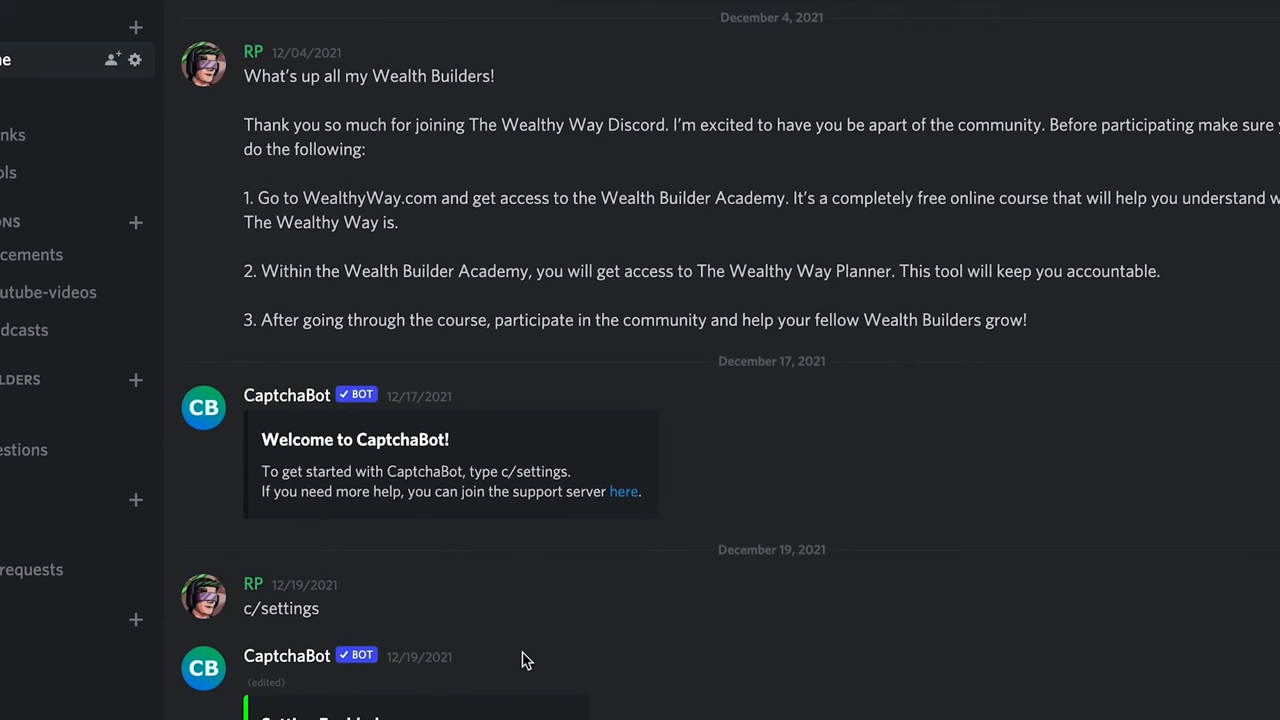 December 4, 2021
RP 12/04/2021
What's up all my Wealth Builders!
Thank you so much for joining The Wealthy Way Discord. I'm excited to have you be apart of the community. Before participating make sure
do the following:
1. Go to WealthyWay.com and get access to the Wealth Builder Academy. It's a completely free online course that will help you understand
The Wealthy Way is.
2. Within the Wealth Builder Academy, you will get access to The Wealthy Way Planner. This tool will keep you accountable.
3. After going through the course, participate in the community and help your fellow Wealth Builders grow!
December 17, 2021
CB
CaptchaBot ✓ BOT 12/17/2021
Welcome to CaptchaBot!
To get started with CaptchaBot, type c/settings.
If you need more help, you can join the support server here.
December 19, 2021
RP 12/19/2021
c/settings
CB
CaptchaBot ✓ BOT 12/19/2021
(edited)
e
nks
ols
ONS
cements
utube-videos
dcasts
LDERS
estions
requests